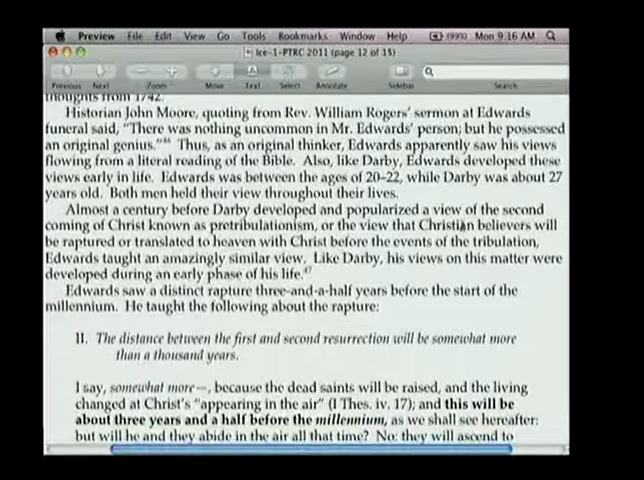 Preview File Edit View Go Tools Bookmarks Window Help (99%) Mon 9:16 AM
Ice-1-PTRC 2011 (page 12 of 15)
Previous Next Zoom Move Text Select Annotate Sidebar Search
thoughts from 1742.
Historian John Moore, quoting from Rev. William Rogers' sermon at Edwards
funeral said, "There was nothing uncommon in Mr. Edwards' person; but he possessed
an original genius."46 Thus, as an original thinker, Edwards apparently saw his views
flowing from a literal reading of the Bible. Also, like Darby, Edwards developed these
views early in life. Edwards was between the ages of 20–22, while Darby was about 27
years old. Both men held their view throughout their lives.
Almost a century before Darby developed and popularized a view of the second
coming of Christ known as pretribulationism, or the view that Christian believers will
be raptured or translated to heaven with Christ before the events of the tribulation,
Edwards taught an amazingly similar view. Like Darby, his views on this matter were
developed during an early phase of his life.47
Edwards saw a distinct rapture three-and-a-half years before the start of the
millennium. He taught the following about the rapture:
II. The distance between the first and second resurrection will be somewhat more
than a thousand years.
I say, somewhat more—, because the dead saints will be raised, and the living
changed at Christ's "appearing in the air" (I Thes. iv. 17); and this will be
about three years and a half before the millennium, as we shall see hereafter:
but will he and they abide in the air all that time? No: they will ascend to